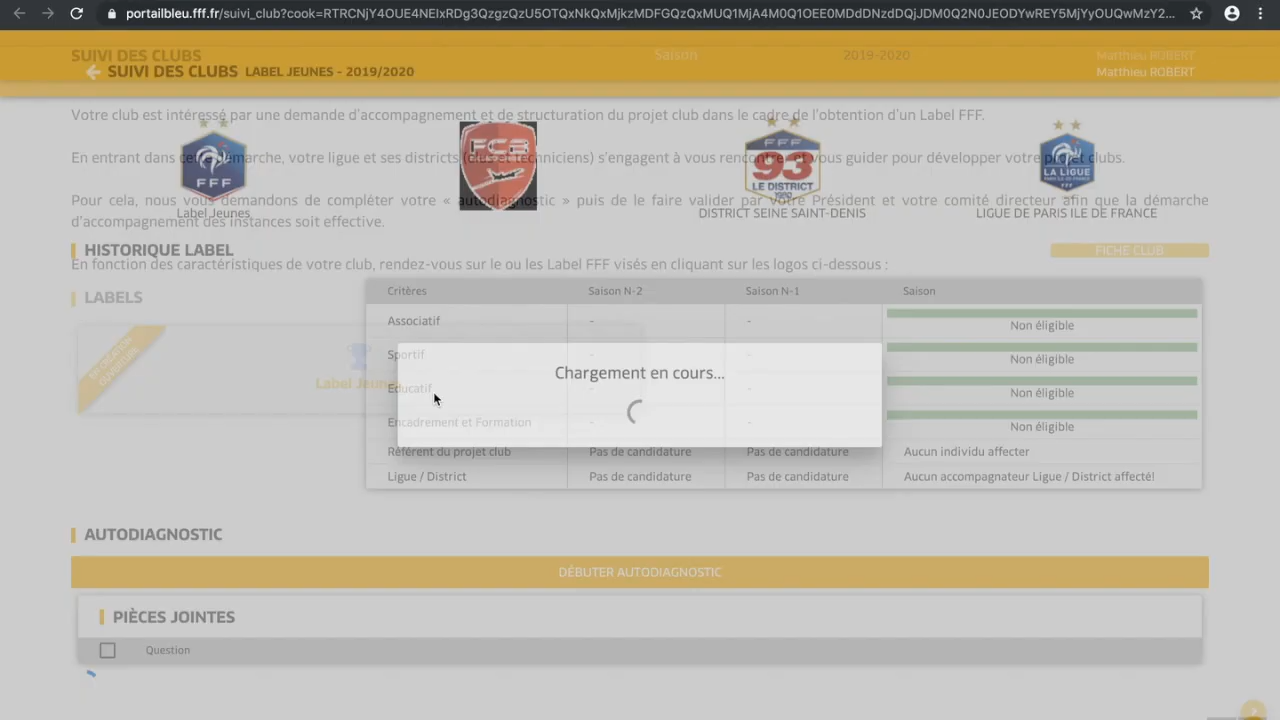 portailbleu.fff.fr/suivi_club?cook=RTRCNjY4OUE4NEIxRDg3QzgzQzU5OTQxNkQxMjkzMDFGQzQxMUQ1MjA4M0Q1OEE0MDdDNzdDQjJDM0Q2N0JEODYwREY5MjYyOUQwMzY2...
SUIVI DES CLUBS Saison 2019-2020 Matthieu ROBERT
SUIVI DES CLUBS LABEL JEUNES - 2019/2020 Matthieu ROBERT
Votre club est intéressé par une demande d'accompagnement et de structuration du projet club dans le cadre de l'obtention d'un Label FFF.
FFF
FCB
FFF
93
LE DISTRICT
LA LIGUE
PARIS ILE DE FRANCE
FFF
En entrant dans cette démarche, votre ligue et ses districts (élus et techniciens) s'engagent à vous rencontrer et vous guider pour développer votre projet clubs.
Pour cela, nous vous demandons de compléter votre « autodiagnostic » puis de le faire valider par votre Président et votre comité directeur afin que la démarche
d'accompagnement des instances soit effective.
Label Jeunes DISTRICT SEINE SAINT-DENIS LIGUE DE PARIS ILE DE FRANCE
HISTORIQUE LABEL FICHE CLUB
En fonction des caractéristiques de votre club, rendez-vous sur le ou les Label FFF visés en cliquant sur les logos ci-dessous :
LABELS
Label Jeunes
Critères Saison N-2 Saison N-1 Saison
Associatif - - Non éligible
Sportif - - Non éligible
Educatif - - Non éligible
Encadrement et Formation - - Non éligible
Référent du projet club Pas de candidature Pas de candidature Aucun individu affecter
Ligue / District Pas de candidature Pas de candidature Aucun accompagnateur Ligue / District affecté!
Chargement en cours...
AUTODIAGNOSTIC
DÉBUTER AUTODIAGNOSTIC
PIÈCES JOINTES
Question